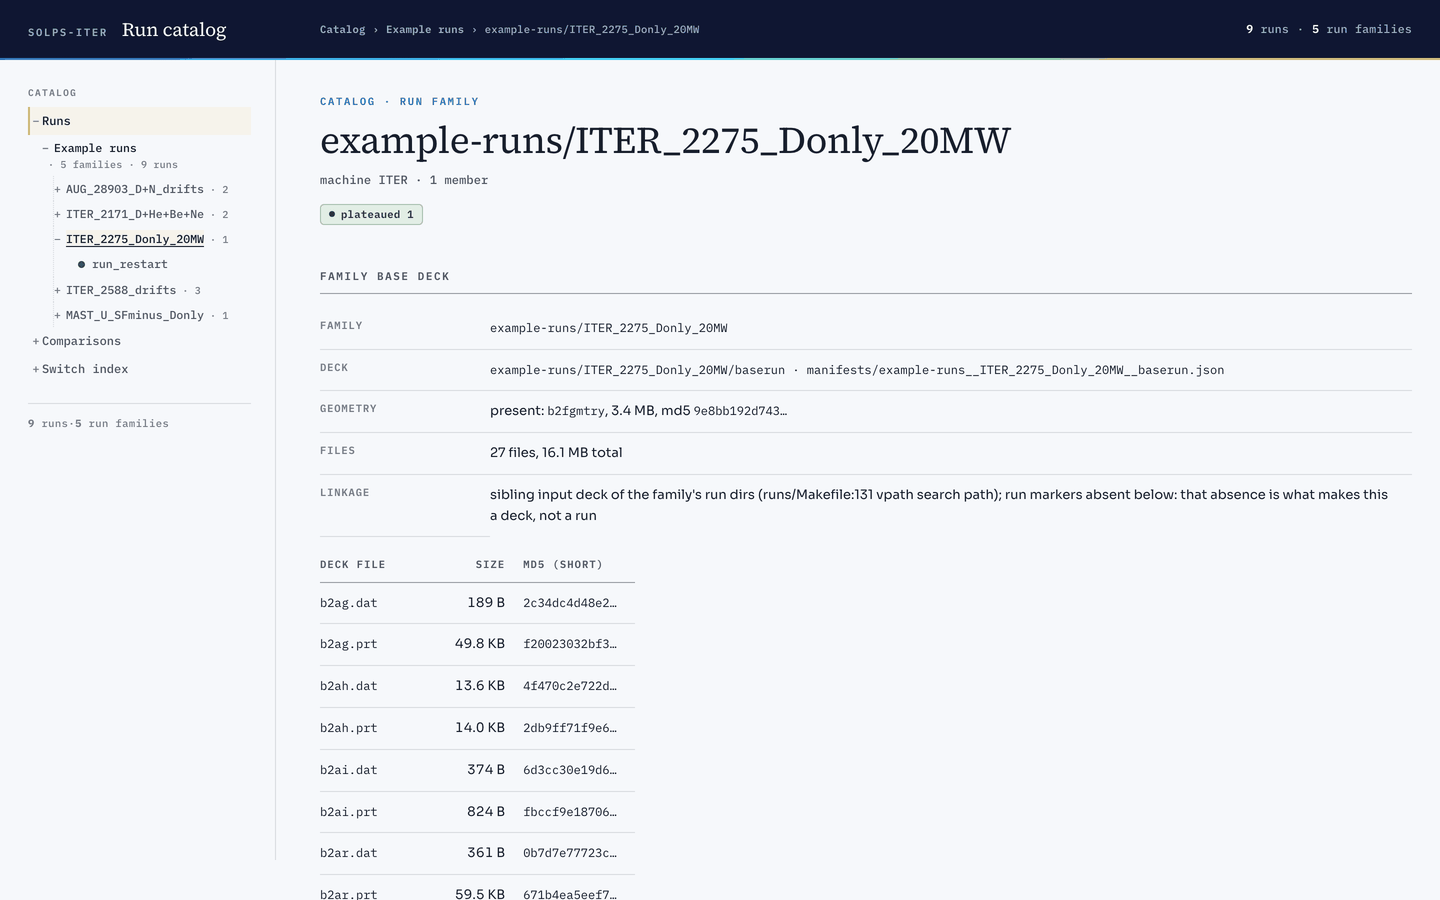 SOLPS-ITER Run catalog
Catalog › Example runs › example-runs/ITER_2275_Donly_20MW
9 runs · 5 run families
CATALOG
− Runs
− Example runs
· 5 families · 9 runs
+ AUG_28903_D+N_drifts · 2
+ ITER_2171_D+He+Be+Ne · 2
− ITER_2275_Donly_20MW · 1
run_restart
+ ITER_2588_drifts · 3
+ MAST_U_SFminus_Donly · 1
+ Comparisons
+ Switch index
9 runs·5 run families
CATALOG · RUN FAMILY
example-runs/ITER_2275_Donly_20MW
machine ITER · 1 member
plateaued 1
FAMILY BASE DECK
FAMILY example-runs/ITER_2275_Donly_20MW
DECK example-runs/ITER_2275_Donly_20MW/baserun · manifests/example-runs__ITER_2275_Donly_20MW__baserun.json
GEOMETRY present: b2fgmtry, 3.4 MB, md5 9e8bb192d743…
FILES 27 files, 16.1 MB total
LINKAGE sibling input deck of the family's run dirs (runs/Makefile:131 vpath search path); run markers absent below: that absence is what makes this
a deck, not a run
DECK FILE SIZE MD5 (SHORT)
b2ag.dat 189 B 2c34dc4d48e2…
b2ag.prt 49.8 KB f20023032bf3…
b2ah.dat 13.6 KB 4f470c2e722d…
b2ah.prt 14.0 KB 2db9ff71f9e6…
b2ai.dat 374 B 6d3cc30e19d6…
b2ai.prt 824 B fbccf9e18706…
b2ar.dat 361 B 0b7d7e77723c…
b2ar.prt 59.5 KB 671b4ea5eef7…